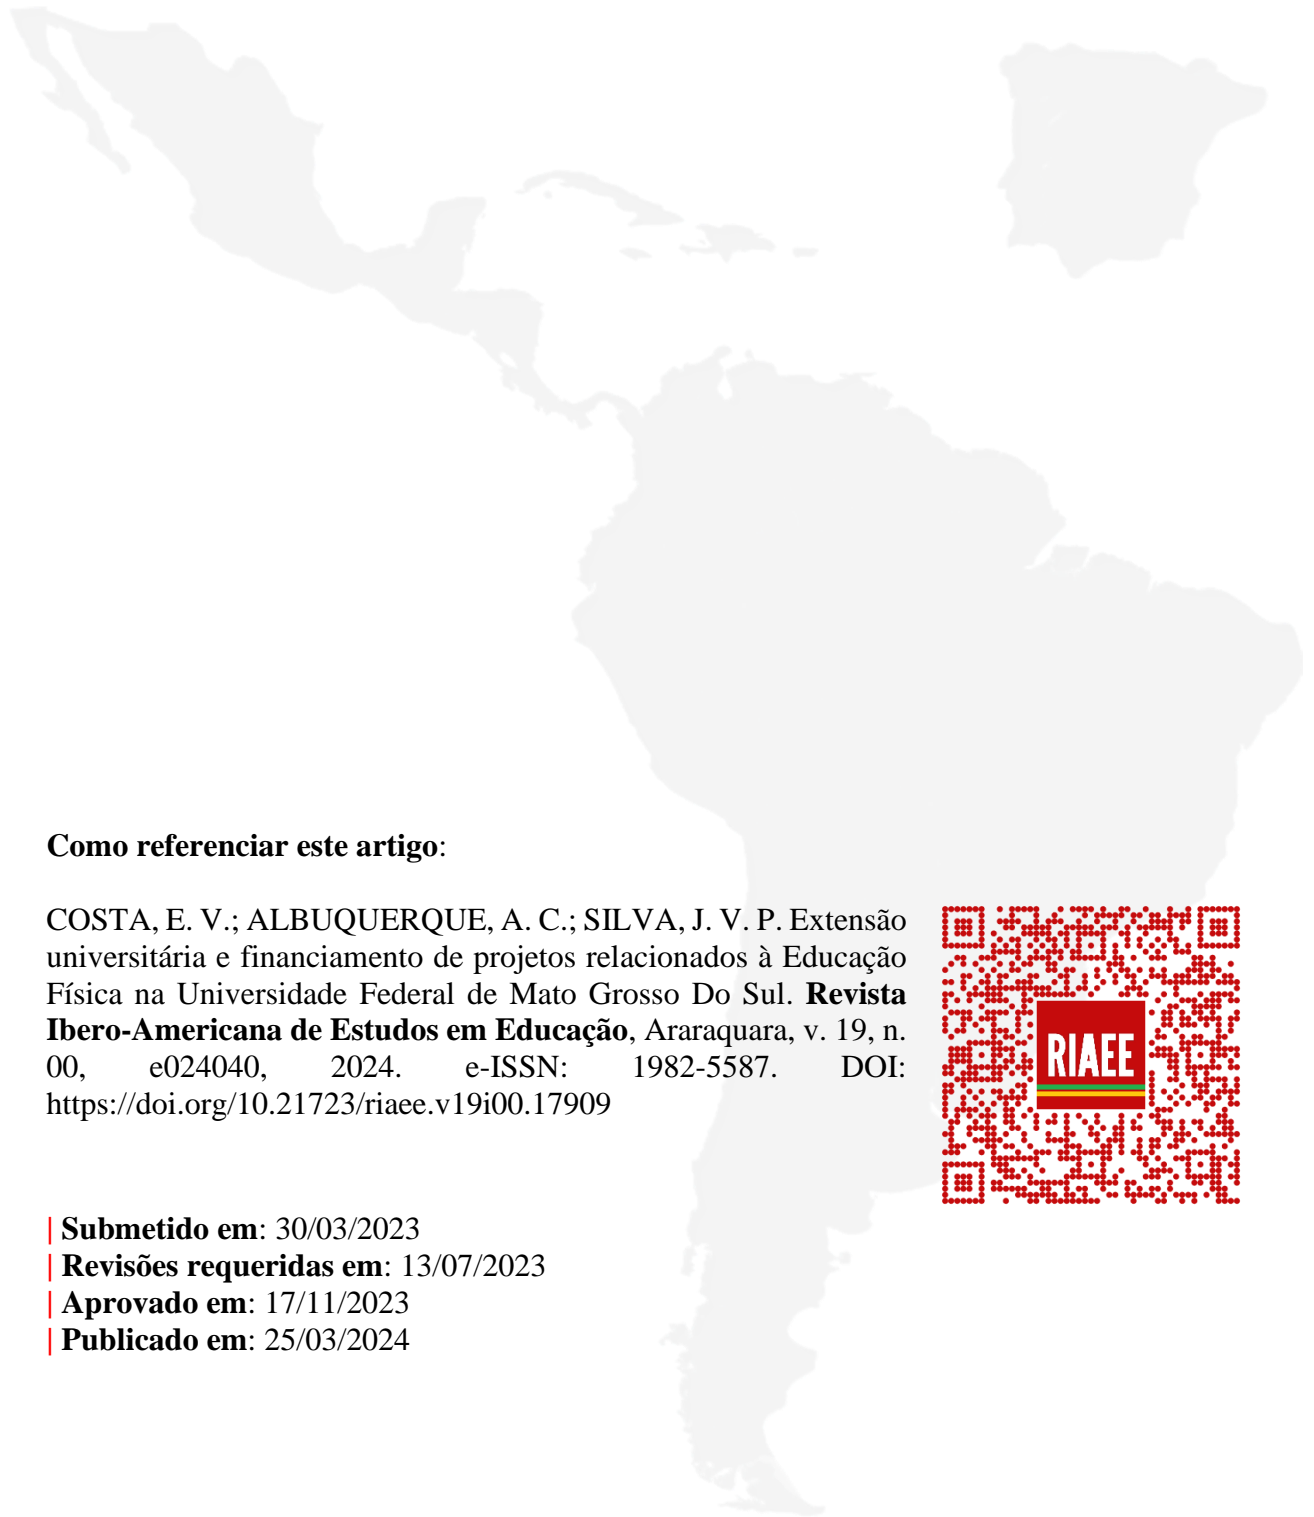 Como referenciar este artigo:
COSTA, E. V.; ALBUQUERQUE, A. C.; SILVA, J. V. P. Extensão
universitária e financiamento de projetos relacionados à Educação
Física na Universidade Federal de Mato Grosso Do Sul. Revista
Ibero-Americana de Estudos em Educação, Araraquara, v. 19, n.
00, e024040, 2024. e-ISSN: 1982-5587. DOI:
https://doi.org/10.21723/riaee.v19i00.17909
RIAEE
| Submetido em: 30/03/2023
| Revisões requeridas em: 13/07/2023
| Aprovado em: 17/11/2023
| Publicado em: 25/03/2024